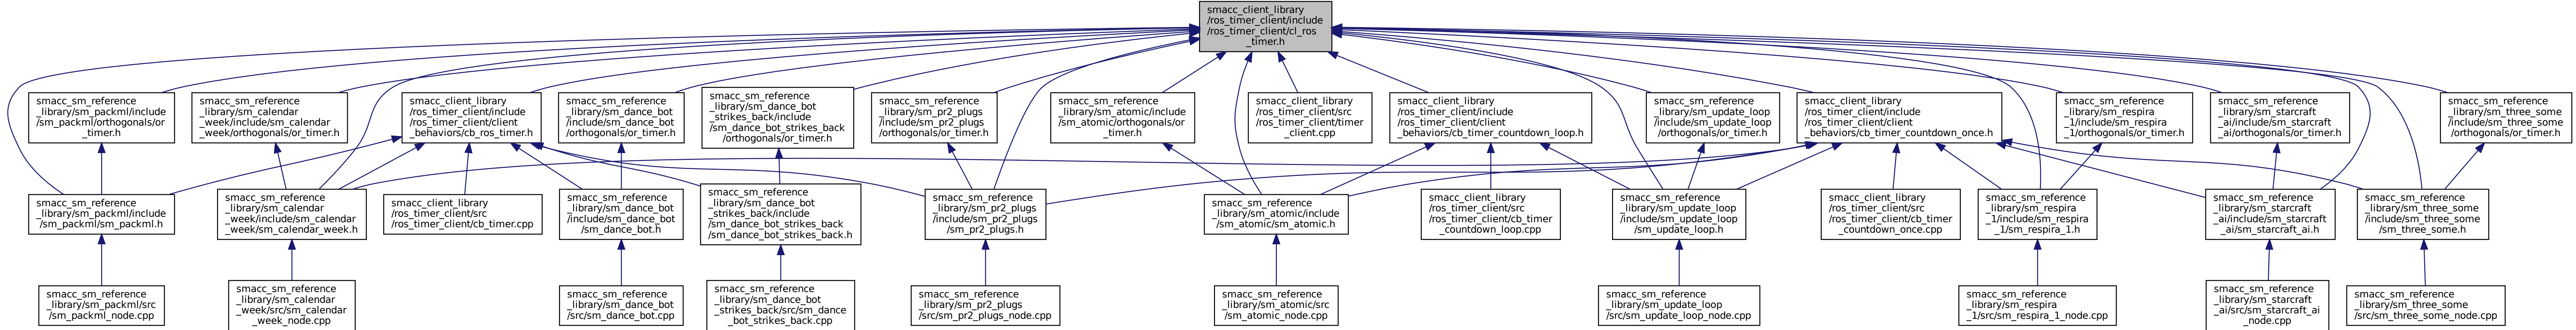 smacc_client_library
/ros_timer_client/include
/ros_timer_client/cl_ros
_timer.h
smacc_sm_reference
_library/sm_packml/include
/sm_packml/orthogonals/or
_timer.h
smacc_sm_reference
_library/sm_calendar
_week/include/sm_calendar
_week/orthogonals/or_timer.h
smacc_client_library
/ros_timer_client/include
/ros_timer_client/client
_behaviors/cb_ros_timer.h
smacc_sm_reference
_library/sm_dance_bot
/include/sm_dance_bot
/orthogonals/or_timer.h
smacc_sm_reference
_library/sm_dance_bot
_strikes_back/include
/sm_dance_bot_strikes_back
/orthogonals/or_timer.h
smacc_sm_reference
_library/sm_pr2_plugs
/include/sm_pr2_plugs
/orthogonals/or_timer.h
smacc_sm_reference
_library/sm_atomic/include
/sm_atomic/orthogonals/or
_timer.h
smacc_client_library
/ros_timer_client/src
/ros_timer_client/timer
_client.cpp
smacc_client_library
/ros_timer_client/include
/ros_timer_client/client
_behaviors/cb_timer_countdown_loop.h
smacc_sm_reference
_library/sm_update_loop
/include/sm_update_loop
/orthogonals/or_timer.h
smacc_client_library
/ros_timer_client/include
/ros_timer_client/client
_behaviors/cb_timer_countdown_once.h
smacc_sm_reference
_library/sm_respira
_1/include/sm_respira
_1/orthogonals/or_timer.h
smacc_sm_reference
_library/sm_starcraft
_ai/include/sm_starcraft
_ai/orthogonals/or_timer.h
smacc_sm_reference
_library/sm_three_some
/include/sm_three_some
/orthogonals/or_timer.h
smacc_sm_reference
_library/sm_packml/include
/sm_packml/sm_packml.h
smacc_sm_reference
_library/sm_calendar
_week/include/sm_calendar
_week/sm_calendar_week.h
smacc_client_library
/ros_timer_client/src
/ros_timer_client/cb_timer.cpp
smacc_sm_reference
_library/sm_dance_bot
/include/sm_dance_bot
/sm_dance_bot.h
smacc_sm_reference
_library/sm_dance_bot
_strikes_back/include
/sm_dance_bot_strikes_back
/sm_dance_bot_strikes_back.h
smacc_sm_reference
_library/sm_pr2_plugs
/include/sm_pr2_plugs
/sm_pr2_plugs.h
smacc_sm_reference
_library/sm_atomic/include
/sm_atomic/sm_atomic.h
smacc_client_library
/ros_timer_client/src
/ros_timer_client/cb_timer
_countdown_loop.cpp
smacc_sm_reference
_library/sm_update_loop
/include/sm_update_loop
/sm_update_loop.h
smacc_client_library
/ros_timer_client/src
/ros_timer_client/cb_timer
_countdown_once.cpp
smacc_sm_reference
_library/sm_respira
_1/include/sm_respira
_1/sm_respira_1.h
smacc_sm_reference
_library/sm_starcraft
_ai/include/sm_starcraft
_ai/sm_starcraft_ai.h
smacc_sm_reference
_library/sm_three_some
/include/sm_three_some
/sm_three_some.h
smacc_sm_reference
_library/sm_packml/src
/sm_packml_node.cpp
smacc_sm_reference
_library/sm_calendar
_week/src/sm_calendar
_week_node.cpp
smacc_sm_reference
_library/sm_dance_bot
/src/sm_dance_bot.cpp
smacc_sm_reference
_library/sm_dance_bot
_strikes_back/src/sm_dance
_bot_strikes_back.cpp
smacc_sm_reference
_library/sm_pr2_plugs
/src/sm_pr2_plugs_node.cpp
smacc_sm_reference
_library/sm_atomic/src
/sm_atomic_node.cpp
smacc_sm_reference
_library/sm_update_loop
/src/sm_update_loop_node.cpp
smacc_sm_reference
_library/sm_respira
_1/src/sm_respira_1_node.cpp
smacc_sm_reference
_library/sm_starcraft
_ai/src/sm_starcraft_ai
_node.cpp
smacc_sm_reference
_library/sm_three_some
/src/sm_three_some_node.cpp